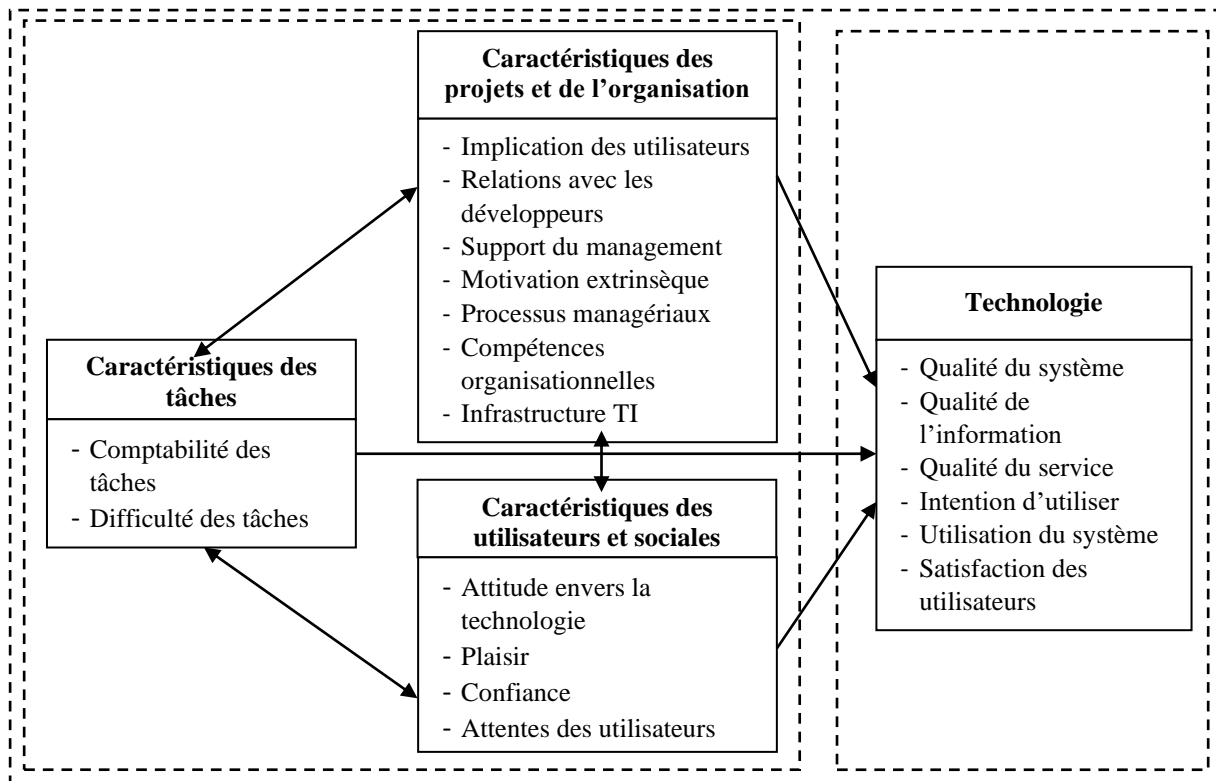 Caractéristiques des
projets et de l’organisation
- Implication des utilisateurs
- Relations avec les
développeurs
- Support du management
- Motivation extrinsèque
- Processus managériaux
- Compétences
organisationnelles
- Infrastructure TI
Caractéristiques des
tâches
- Comptabilité des
tâches
- Difficulté des tâches
Caractéristiques des
utilisateurs et sociales
- Attitude envers la
technologie
- Plaisir
- Confiance
- Attentes des utilisateurs
Technologie
- Qualité du système
- Qualité de
l’information
- Qualité du service
- Intention d’utiliser
- Utilisation du système
- Satisfaction des
utilisateurs